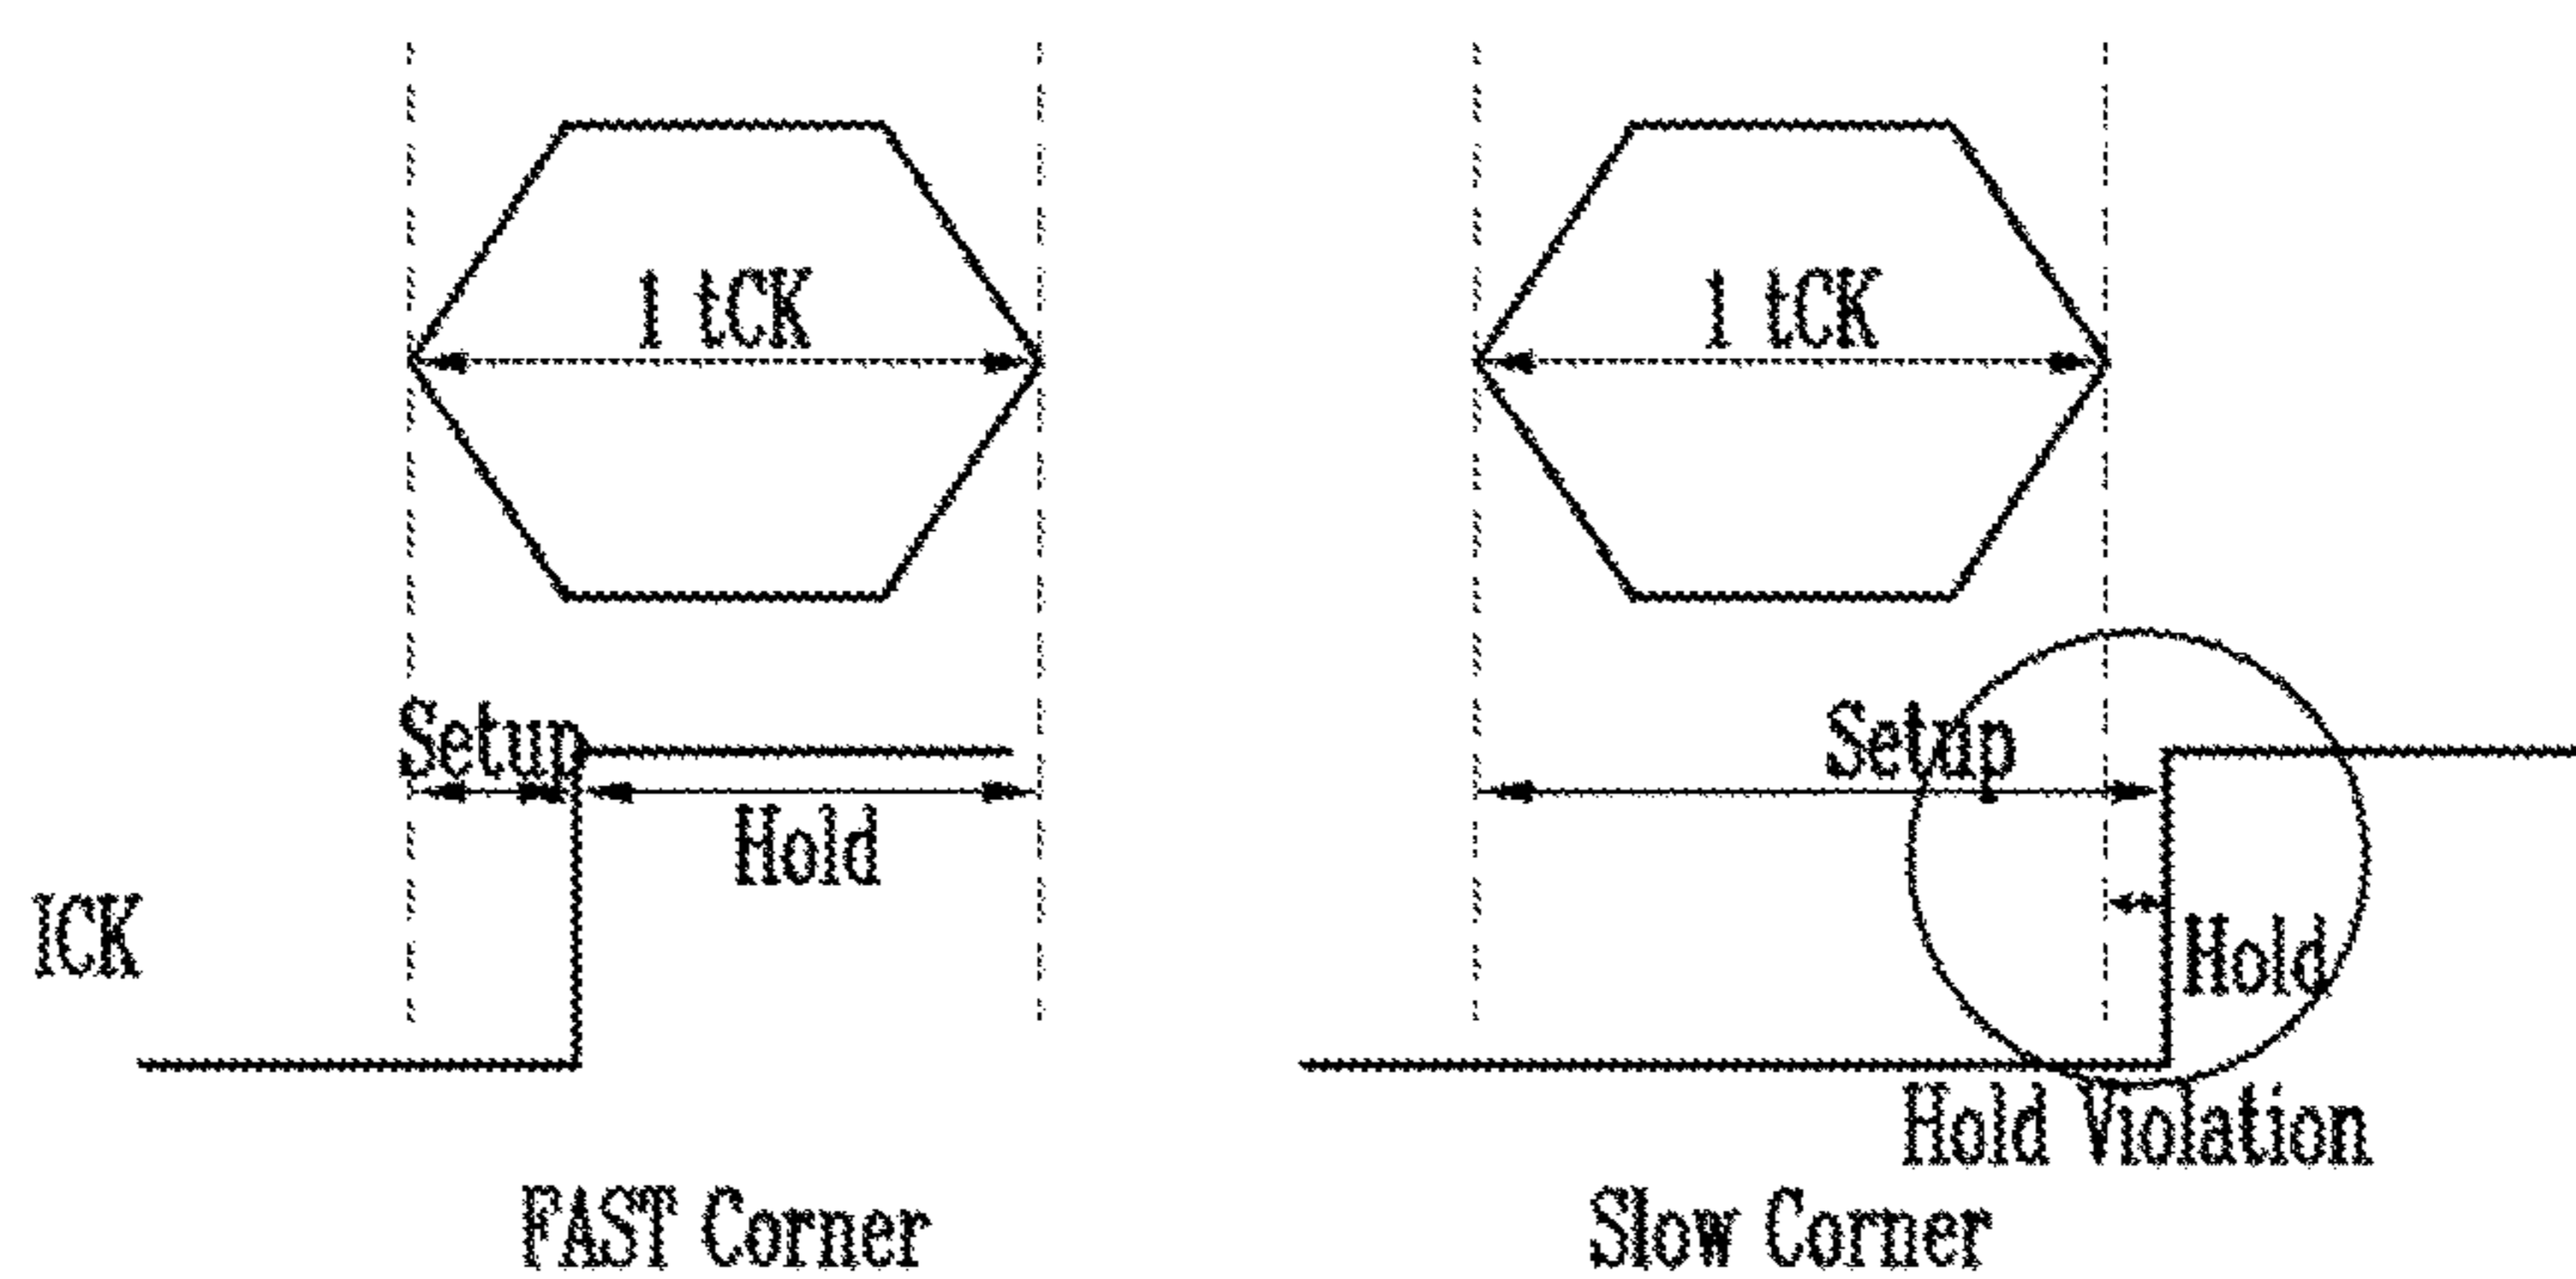 1 tCK
1 tCK
Setup
Setup
Hold
ICK
Hold
Hold Violation
FAST Corner
Slow Corner